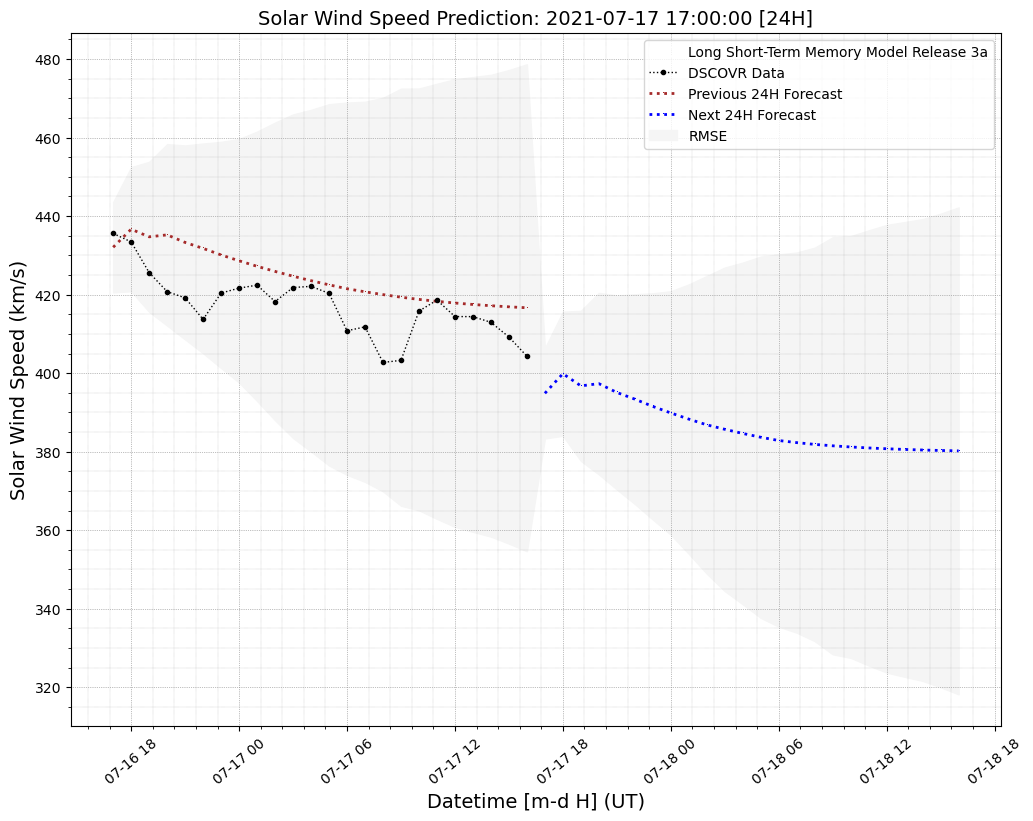 Solar Wind Speed Prediction: 2021-07-17 17:00:00 [24H]
Long Short-Term Memory Model Release 3a
DSCOVR Data
Previous 24H Forecast
Next 24H Forecast
RMSE
Solar Wind Speed (km/s)
480
460
440
420
400
380
360
340
320
07-16 18
07-17 00
07-17 06
07-17 12
07-17 18
07-18 00
07-18 06
07-18 12
07-18 18
Datetime [m-d H] (UT)